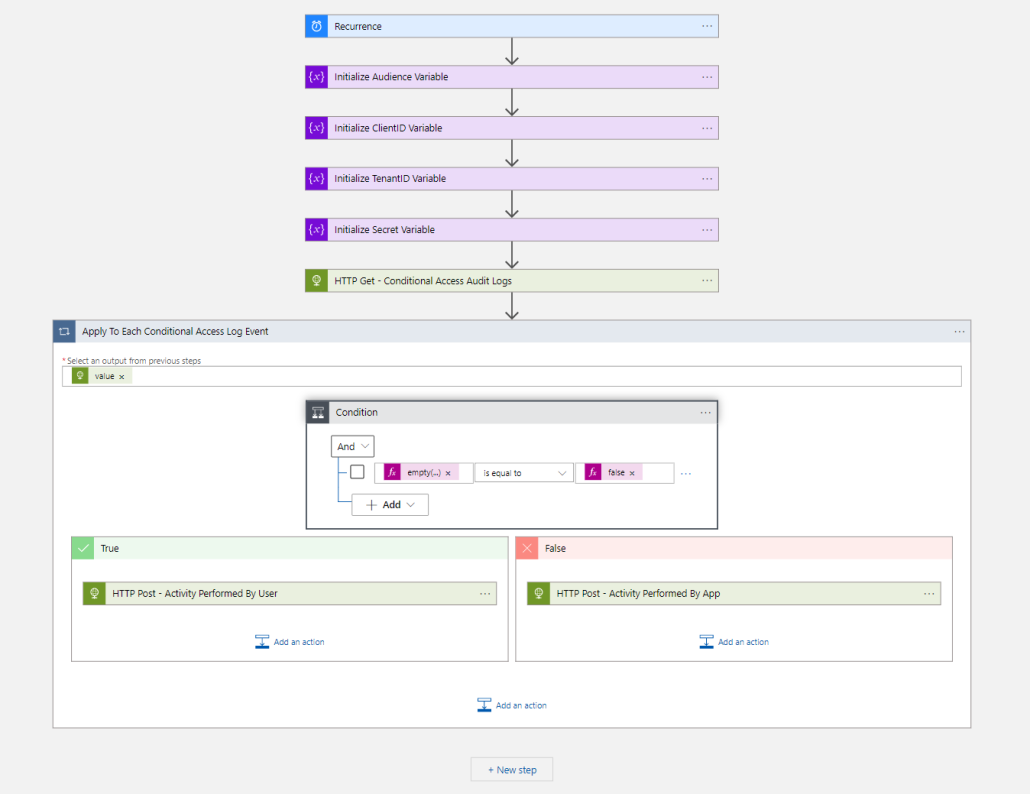 Recurrence
{x} Initialize Audience Variable
{x} Initialize ClientID Variable
{x} Initialize TenantID Variable
{x} Initialize Secret Variable
HTTP Get - Conditional Access Audit Logs
Apply To Each Conditional Access Log Event
* Select an output from previous steps
value ×
Condition
And
fx empty(...) × is equal to fx false ×
+ Add
True
False
HTTP Post - Activity Performed By User
HTTP Post - Activity Performed By App
Add an action
Add an action
Add an action
+ New step